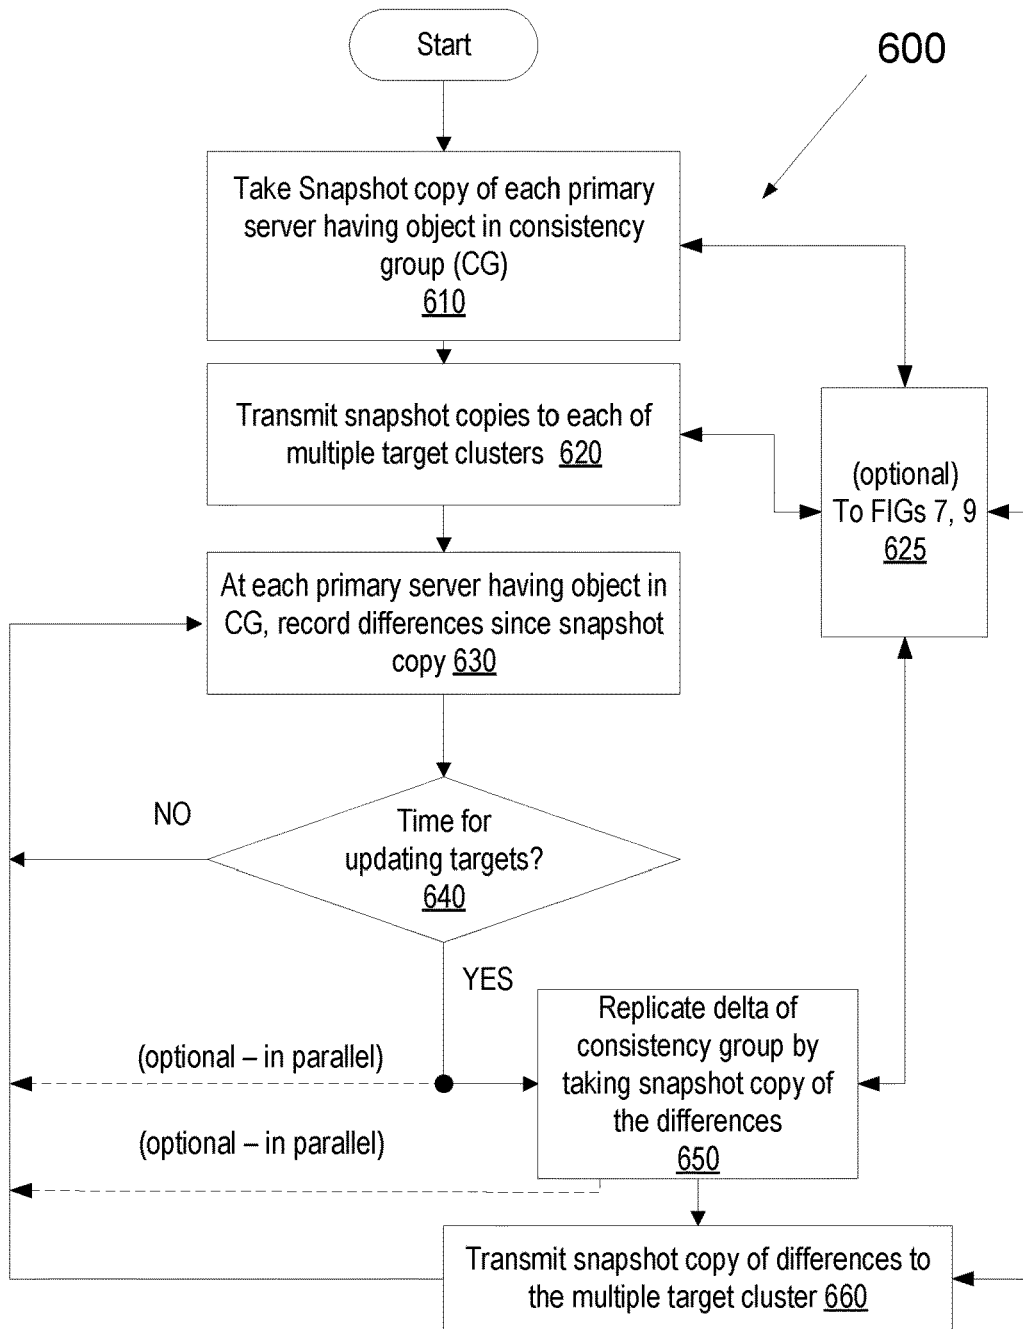 Start
600
Take Snapshot copy of each primary
server having object in consistency
group (CG)
610
Transmit snapshot copies to each of
multiple target clusters 620
(optional)
To FIGs 7, 9
625
At each primary server having object in
CG, record differences since snapshot
copy 630
NO
Time for
updating targets?
640
YES
Replicate delta of
consistency group by
taking snapshot copy of
the differences
650
(optional – in parallel)
(optional – in parallel)
Transmit snapshot copy of differences to
the multiple target cluster 660